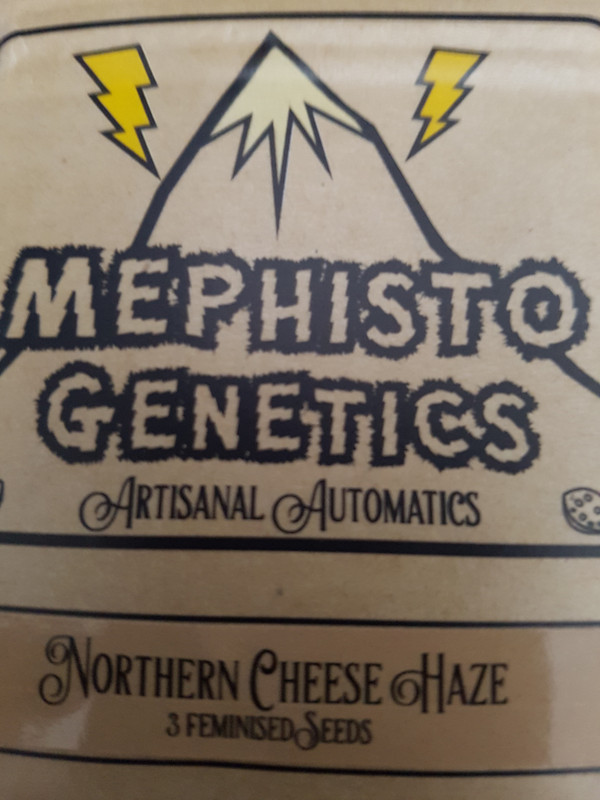 MEPHISTO
GENETICS
ARTISANAL AUTOMATICS
NORTHERN CHEESE HAZE
3 FEMINISED SEEDS